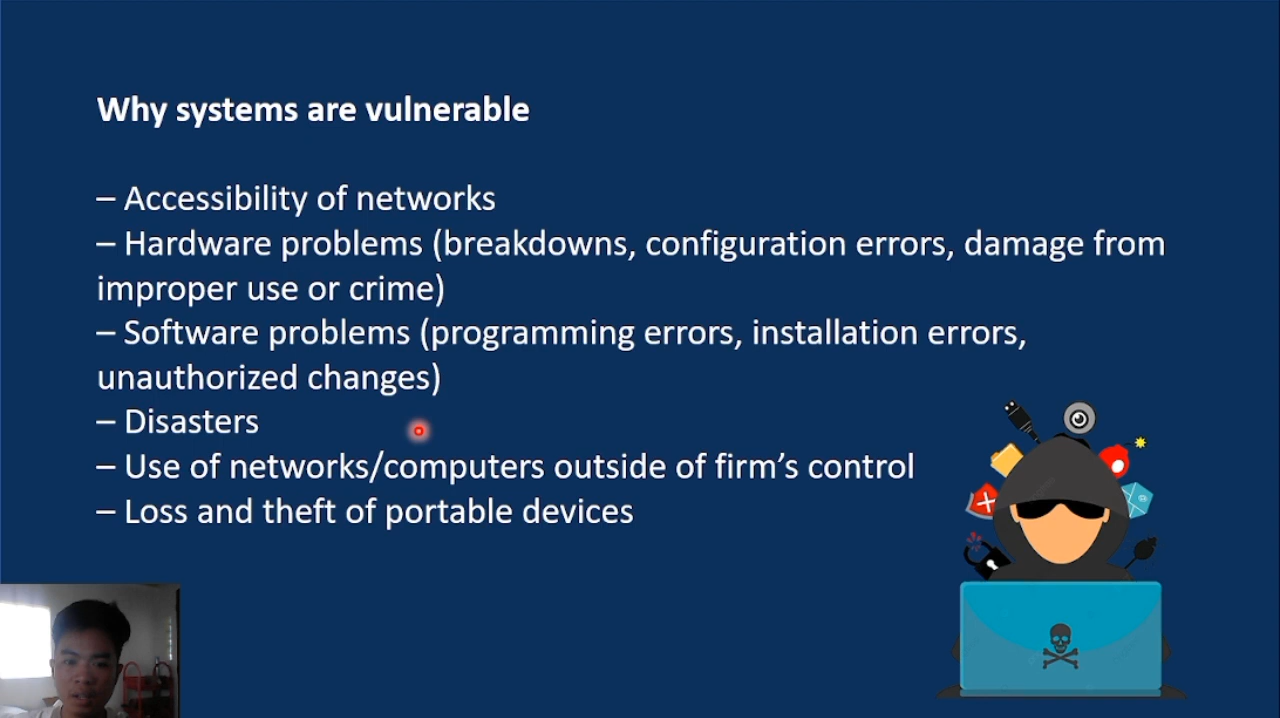 Why systems are vulnerable
– Accessibility of networks
– Hardware problems (breakdowns, configuration errors, damage from
improper use or crime)
– Software problems (programming errors, installation errors,
unauthorized changes)
– Disasters
– Use of networks/computers outside of firm’s control
– Loss and theft of portable devices